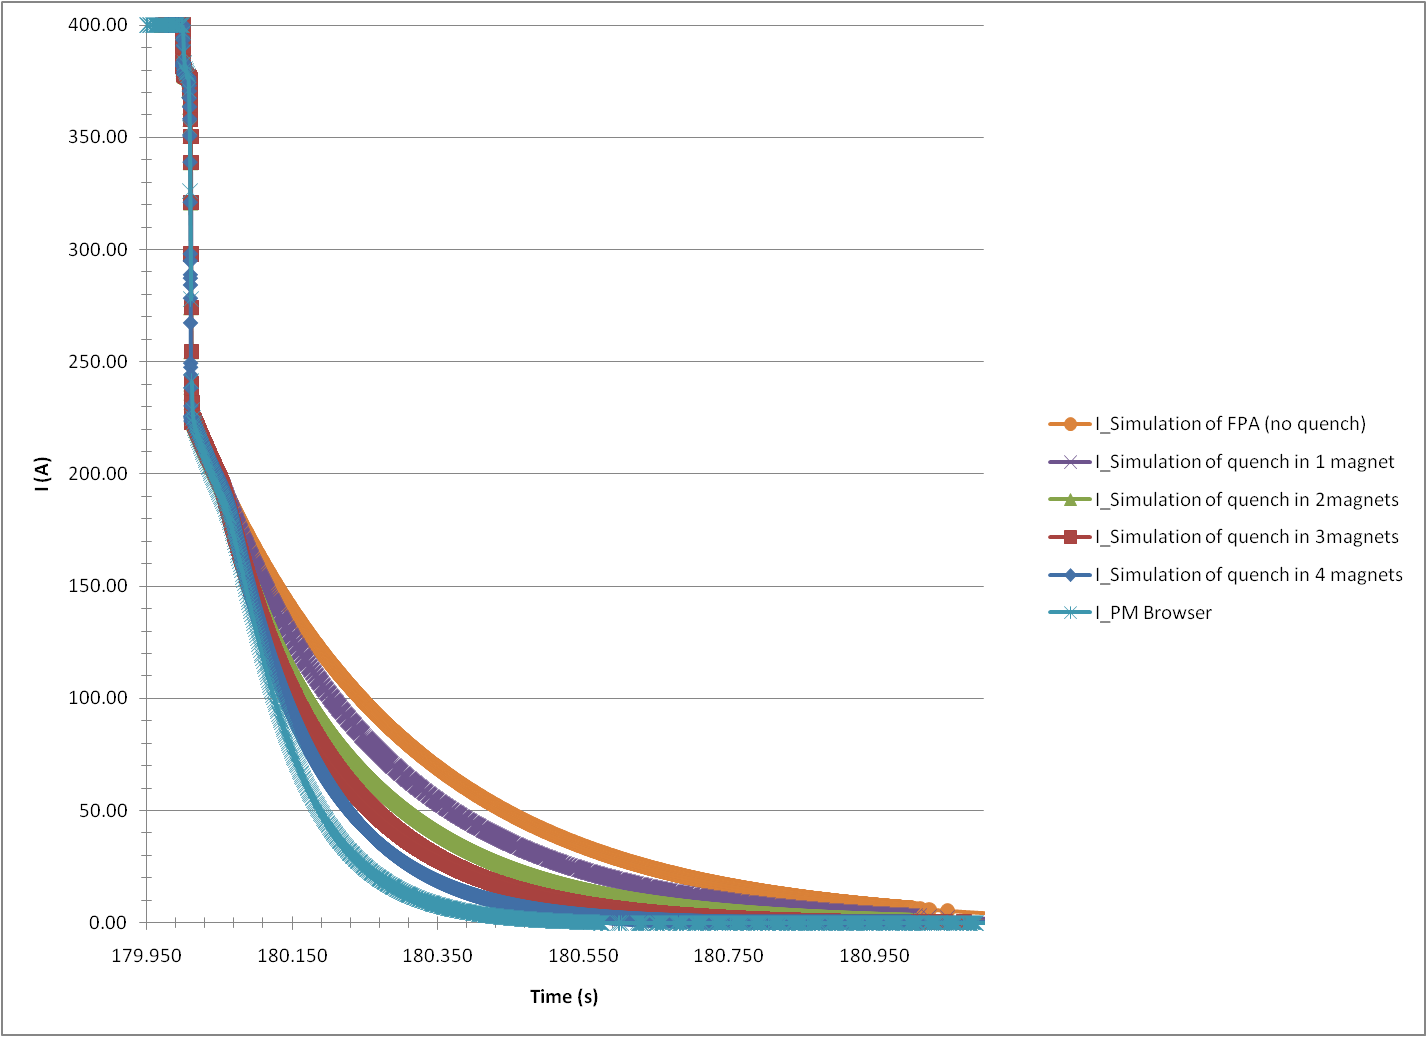 400.00
350.00
300.00
250.00
200.00
150.00
100.00
50.00
0.00
I (A)
179.950 180.150 180.350 180.550 180.750 180.950
Time (s)
I_Simulation of FPA (no quench)
I_Simulation of quench in 1 magnet
I_Simulation of quench in 2magnets
I_Simulation of quench in 3magnets
I_Simulation of quench in 4 magnets
I_PM Browser